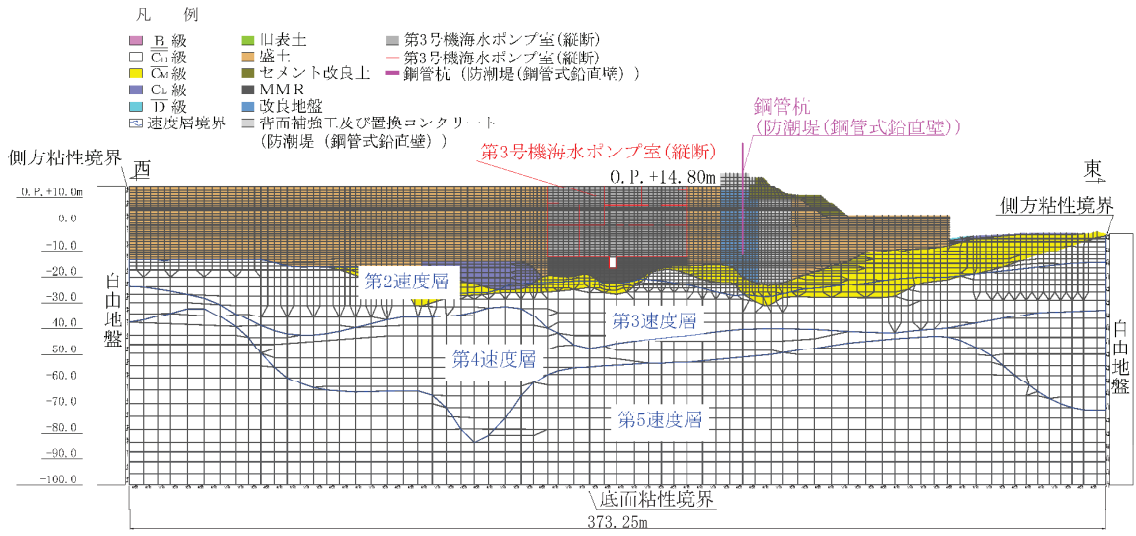 凡　例
B 級
CH 級
CM 級
CL 級
D 級
速度層境界
旧表土
盛土
セメント改良土
MMR
改良地盤
背面補強工及び置換コンクリート
(防潮堤（鋼管式鉛直壁）)
第3号機海水ポンプ室(縦断)
第3号機海水ポンプ室(縦断)
鋼管杭（防潮堤(鋼管式鉛直壁)）
鋼管杭
(防潮堤(鋼管式鉛直壁))
第3号機海水ポンプ室(縦断)
O.P.+14.80m
側方粘性境界
西
東
側方粘性境界
O.P.+10.0m
0.0
-10.0
-20.0
-30.0
-40.0
-50.0
-60.0
-70.0
-80.0
-90.0
-100.0
自由地盤
自由地盤
第2速度層
第3速度層
第4速度層
第5速度層
底面粘性境界
373.25m